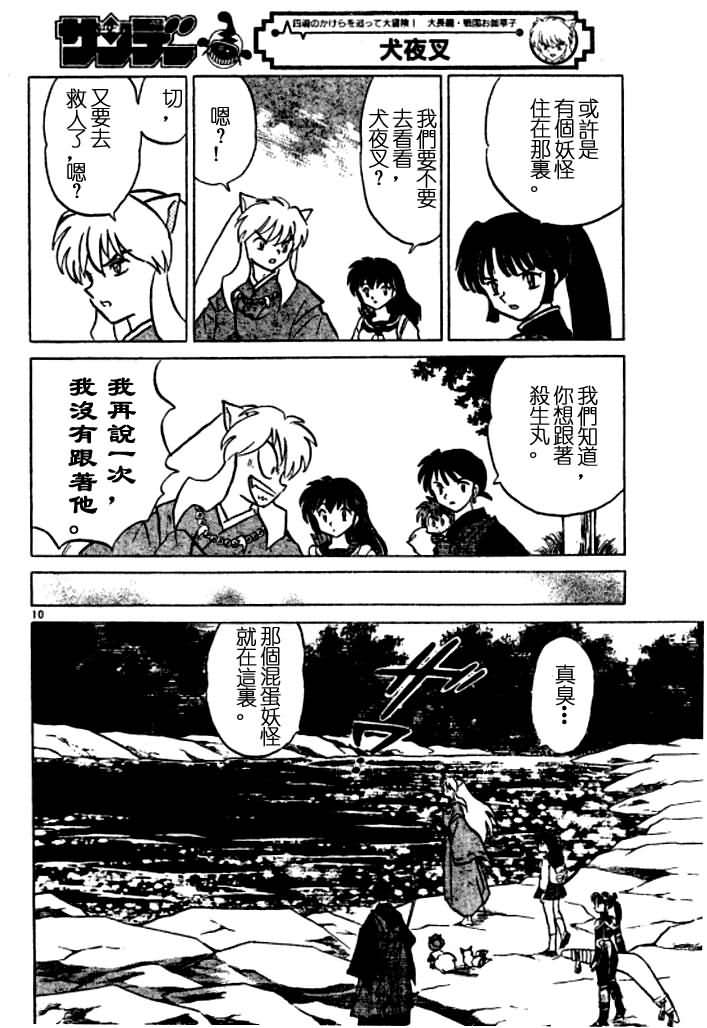 サンデー
四魂のかけらを巡って大冒険！　大長編・戦国お伽草子
犬夜叉
或許是
有個妖怪
住在那裏。
我們要不要
去看看，
犬夜叉？
嗯？！
切，
又要去
救人了，嗯？
我們知道，
你想跟著
殺生丸。
我再說一次，
我沒有跟著他。
10
真臭…
ザワ…
那個混蛋妖怪
就在這裏。